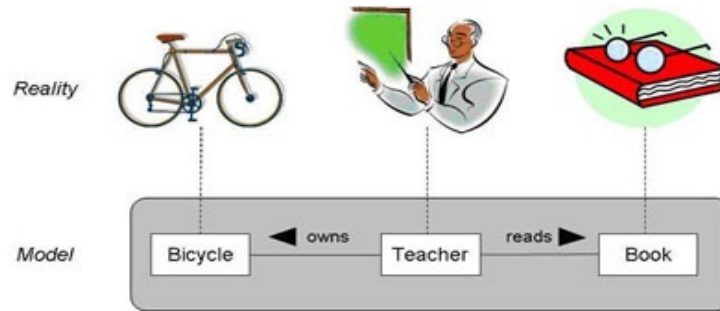 Reality
Model
Bicycle
owns
Teacher
reads
Book